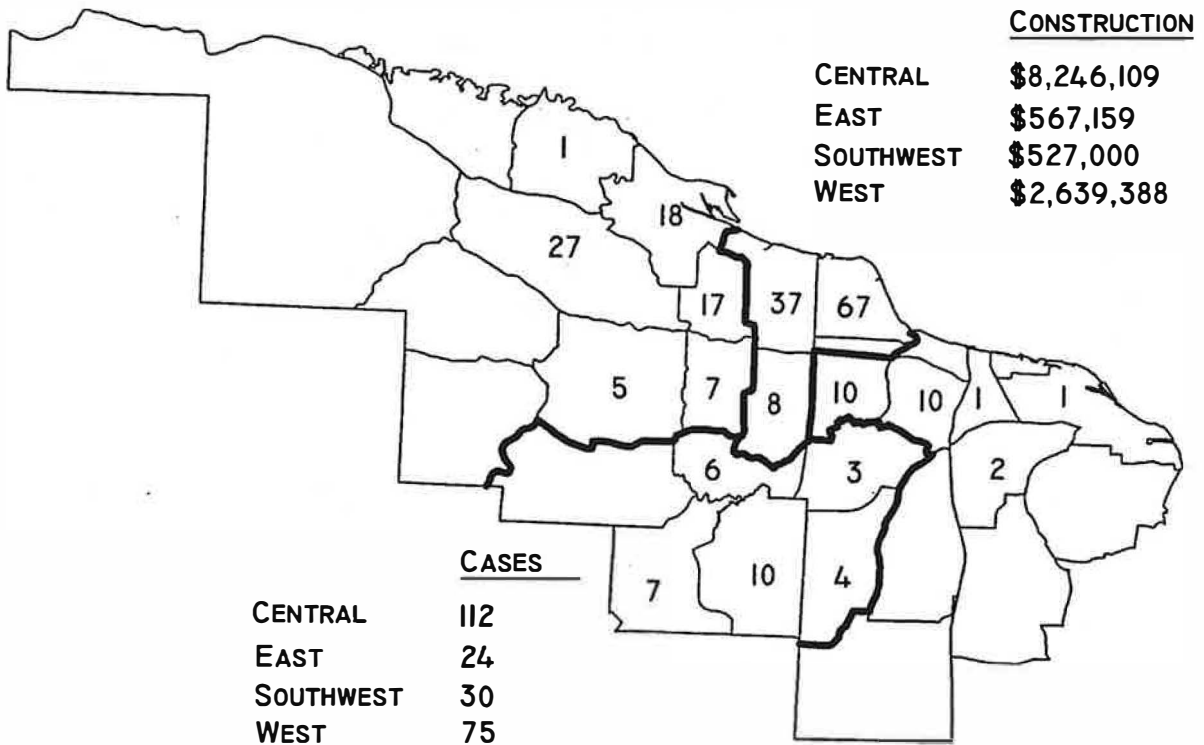 CONSTRUCTION
CENTRAL $8,246,109
EAST $567,159
SOUTHWEST $527,000
WEST $2,639,388
1
18
27
17
37
67
5
7
8
10
10
1
1
6
3
2
7
10
4
CASES
CENTRAL 112
EAST 24
SOUTHWEST 30
WEST 75